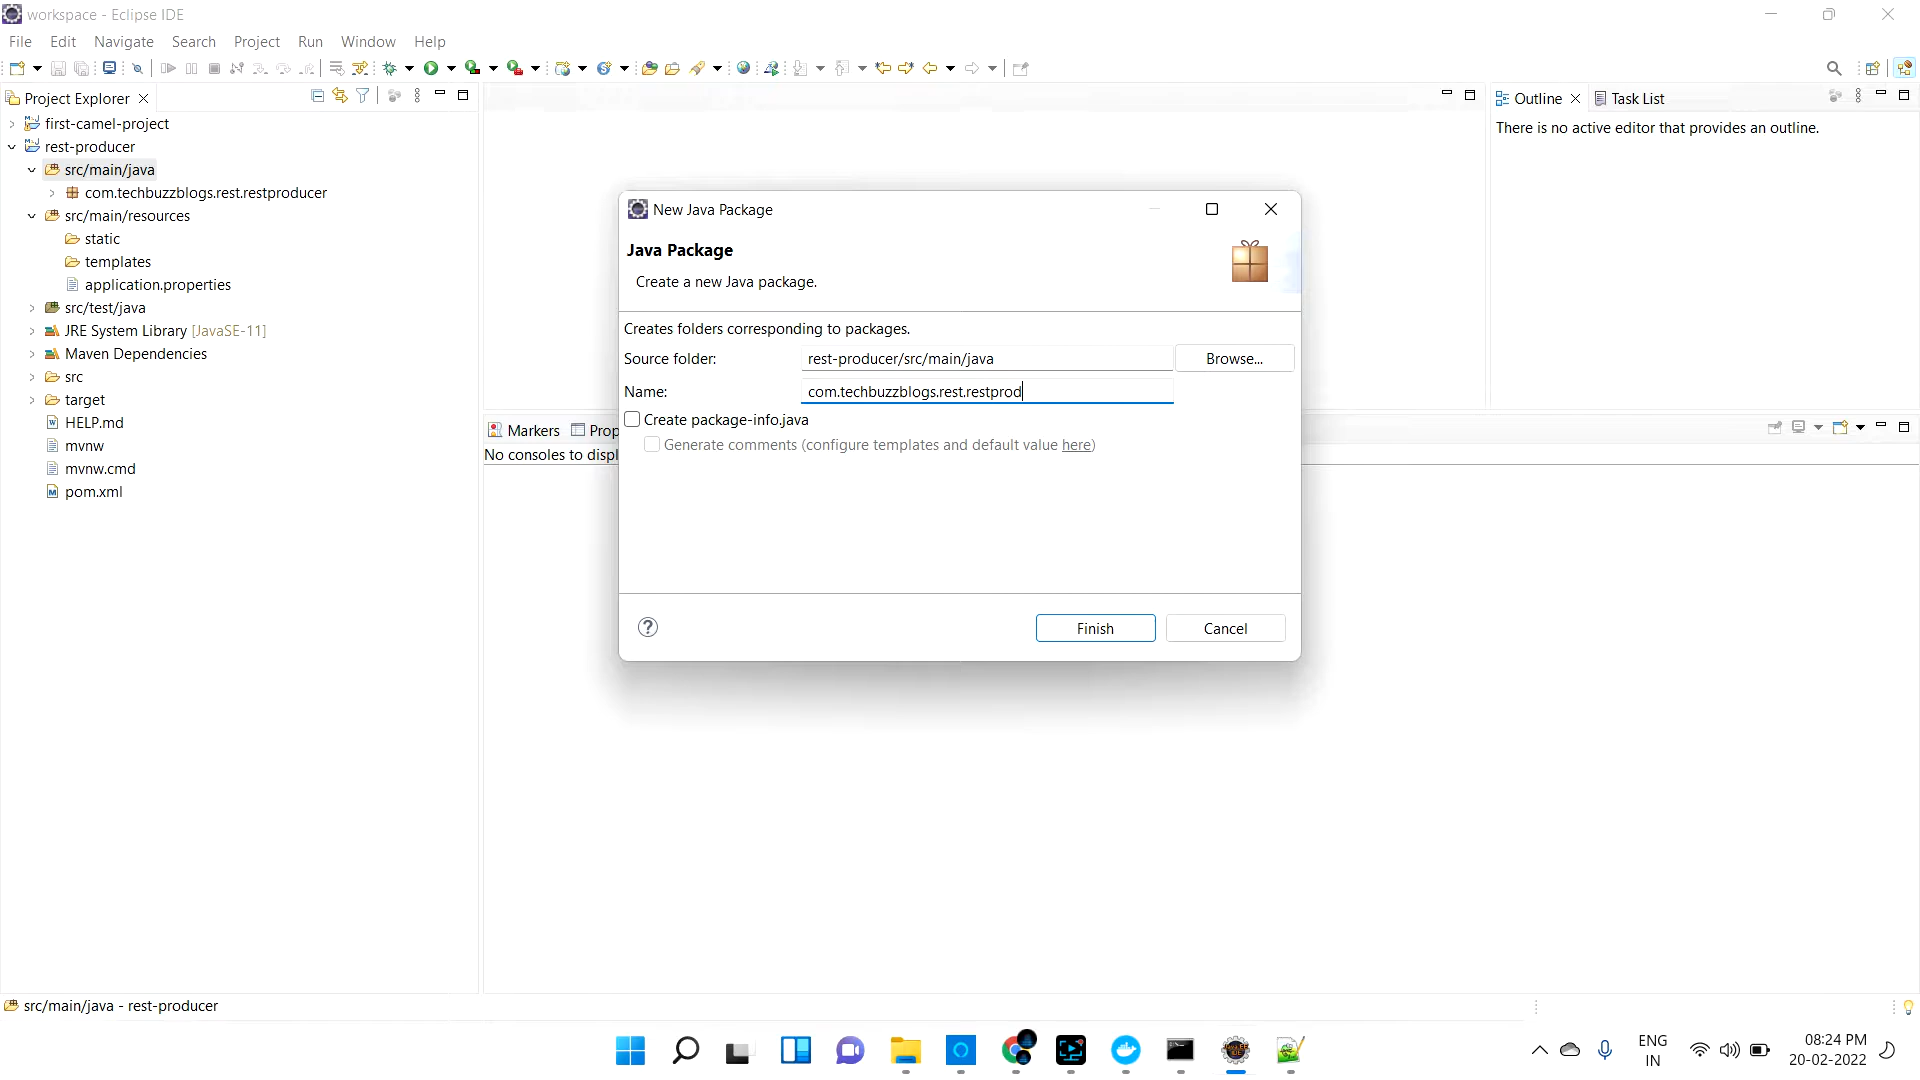 workspace - Eclipse IDE
File Edit Navigate Search Project Run Window Help
Project Explorer
first-camel-project
rest-producer
src/main/java
com.techbuzzblogs.rest.restproducer
src/main/resources
static
templates
application.properties
src/test/java
JRE System Library [JavaSE-11]
Maven Dependencies
src
target
HELP.md
mvnw
mvnw.cmd
pom.xml
Outline Task List
There is no active editor that provides an outline.
Markers Prop
No consoles to displ
New Java Package
Java Package
Create a new Java package.
Creates folders corresponding to packages.
Source folder: rest-producer/src/main/java Browse...
Name: com.techbuzzblogs.rest.restprod
Create package-info.java
Generate comments (configure templates and default value here)
Finish Cancel
src/main/java - rest-producer
ENG
IN
08:24 PM
20-02-2022